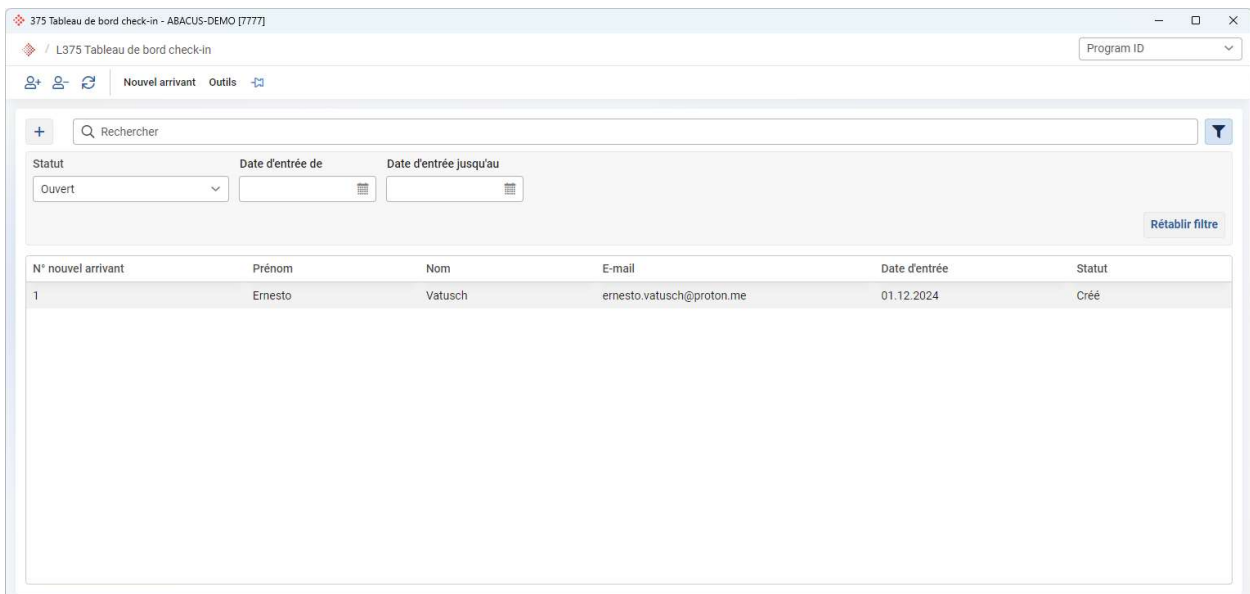 375 Tableau de bord check-in - ABACUS-DEMO [7777]
/ L375 Tableau de bord check-in
Program ID
Nouvel arrivant Outils
Rechercher
Statut Date d'entrée de Date d'entrée jusqu'au
Ouvert
Rétablir filtre
N° nouvel arrivant Prénom Nom E-mail Date d'entrée Statut
1 Ernesto Vatusch ernesto.vatusch@proton.me 01.12.2024 Créé